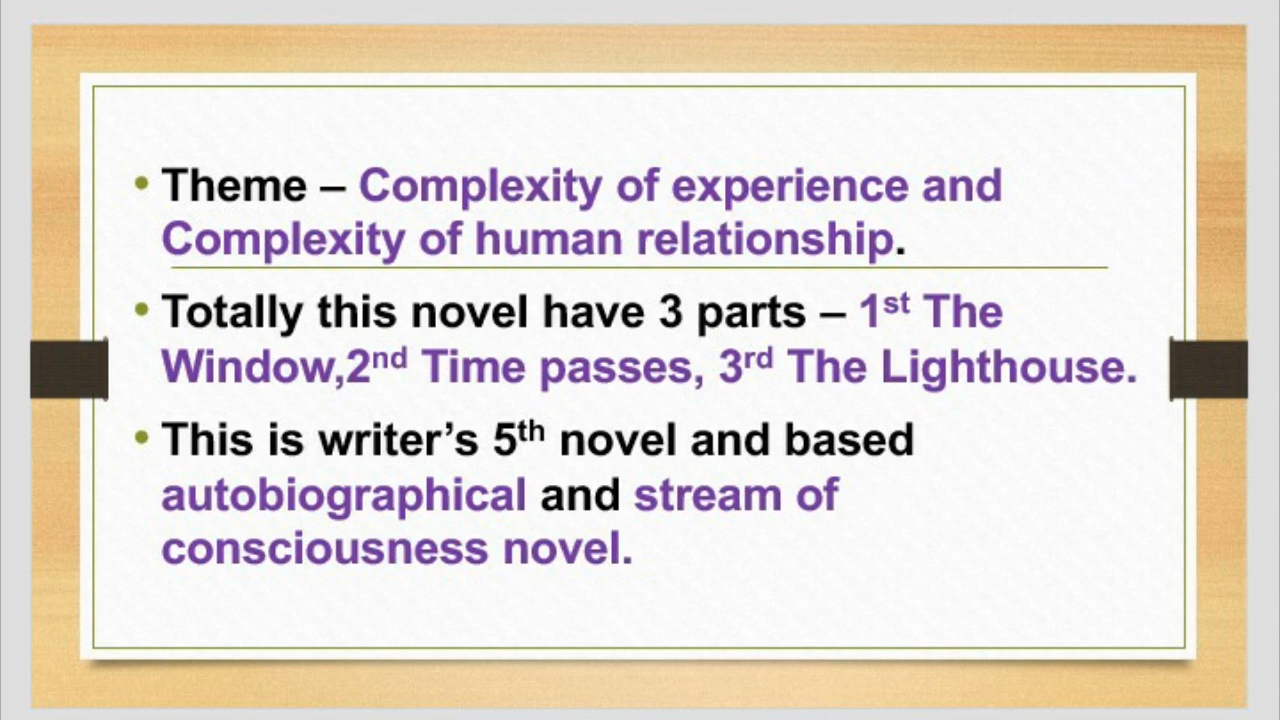 • Theme – Complexity of experience and
Complexity of human relationship.
• Totally this novel have 3 parts – 1st The
Window,2nd Time passes, 3rd The Lighthouse.
• This is writer’s 5th novel and based
autobiographical and stream of
consciousness novel.